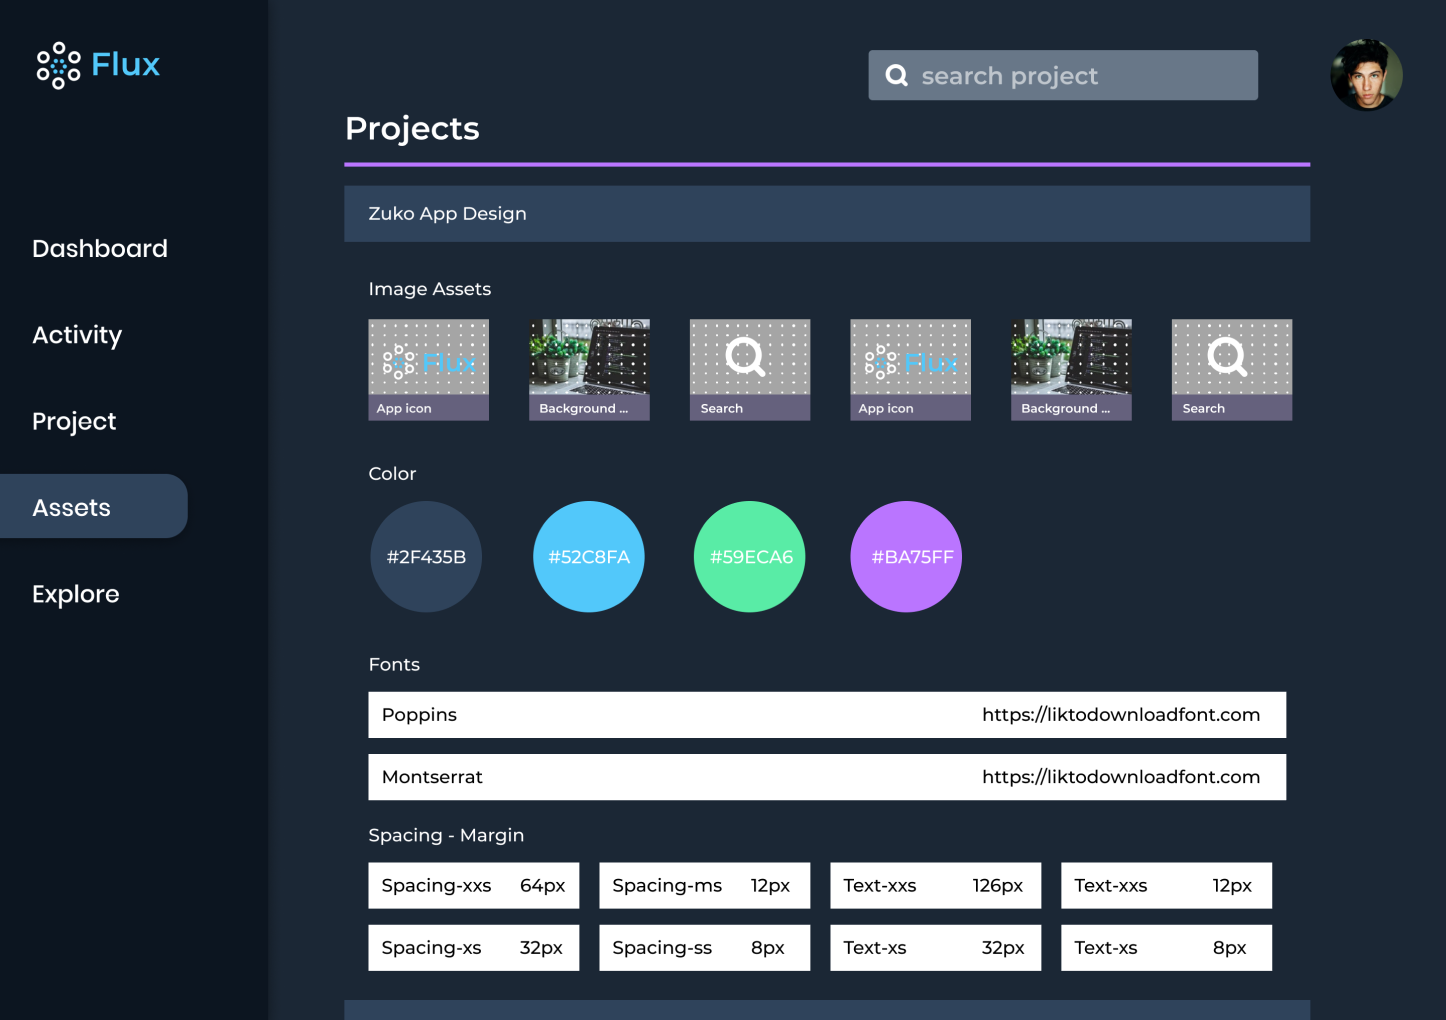 Flux
search project
Projects
Zuko App Design
Dashboard
Activity
Project
Assets
Explore
Image Assets
Flux
Flux
App icon
Background ...
Search
App icon
Background ...
Search
Color
#2F435B
#52C8FA
#59ECA6
#BA75FF
Fonts
Poppins https://liktodownloadfont.com
Montserrat https://liktodownloadfont.com
Spacing - Margin
Spacing-xxs 64px
Spacing-ms 12px
Text-xxs 126px
Text-xxs 12px
Spacing-xs 32px
Spacing-ss 8px
Text-xs 32px
Text-xs 8px